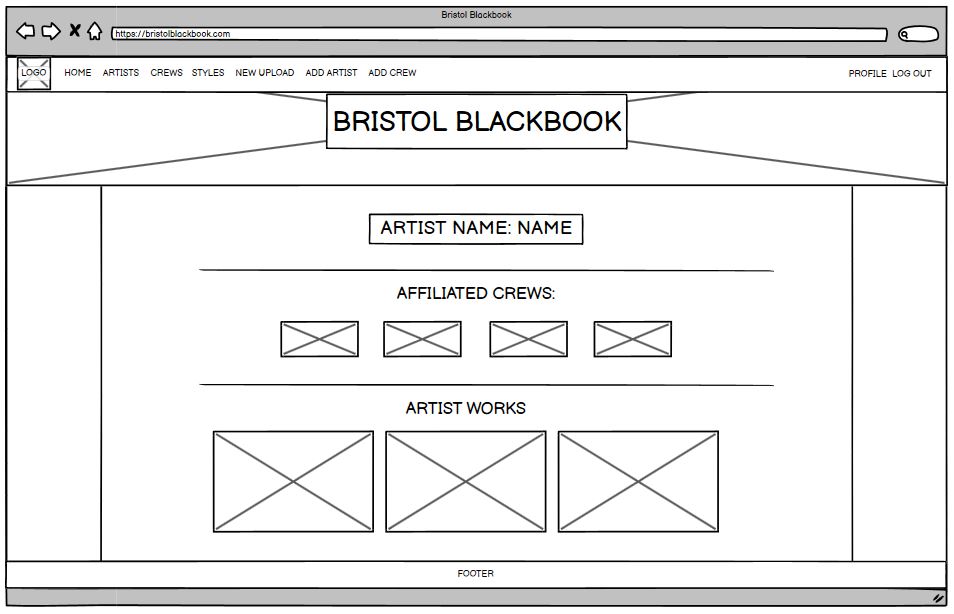 Bristol Blackbook
https://bristolblackbook.com
LOGO HOME ARTISTS CREWS STYLES NEW UPLOAD ADD ARTIST ADD CREW PROFILE LOG OUT
BRISTOL BLACKBOOK
ARTIST NAME: NAME
AFFILIATED CREWS:
ARTIST WORKS
FOOTER